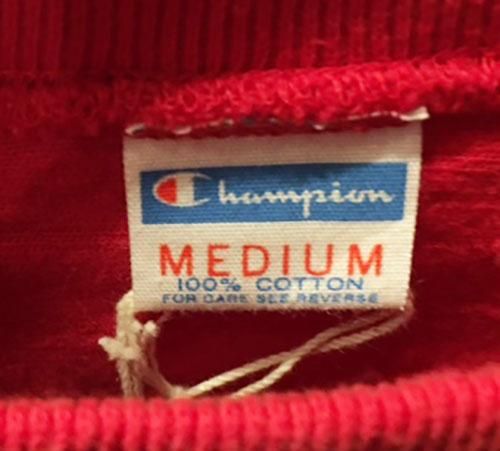 Champion
MEDIUM
100% COTTON
FOR CARE SEE REVERSE